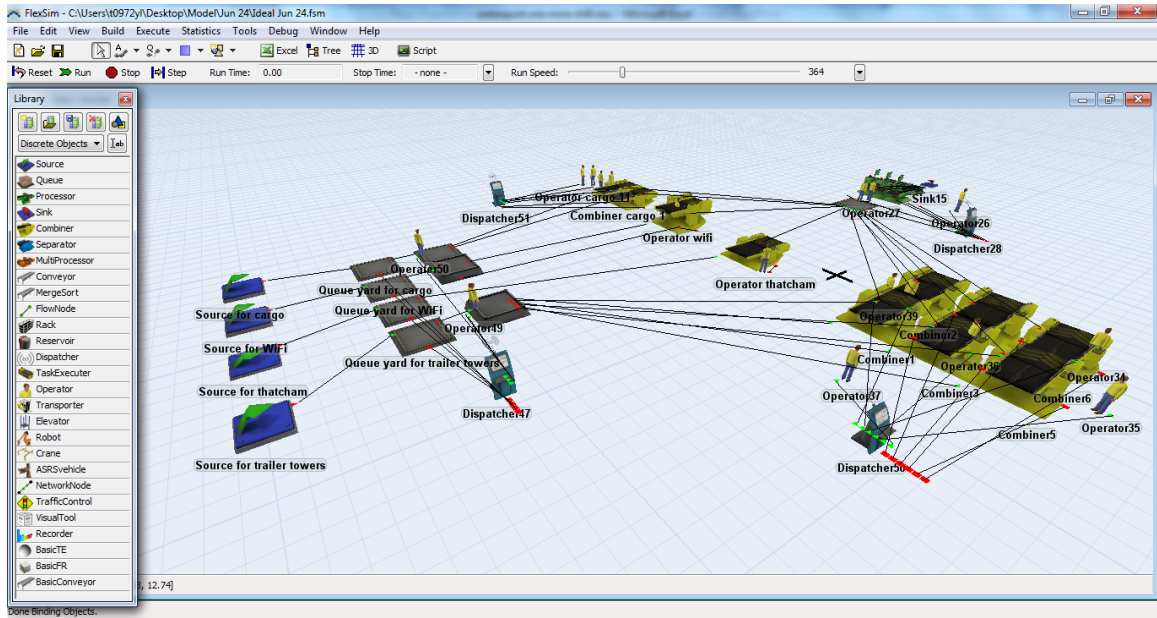 FlexSim - C:\Users\t0972yl\Desktop\Model\Jun 24\Ideal Jun 24.fsm
File Edit View Build Execute Statistics Tools Debug Window Help
Excel Tree 3D Script
Reset Run Stop Step Run Time: 0.00 Stop Time: - none - Run Speed: 364
Library
Discrete Objects
Source
Queue
Processor
Sink
Combiner
Separator
MultiProcessor
Conveyor
MergeSort
FlowNode
Rack
Reservoir
Dispatcher
TaskExecuter
Operator
Transporter
Elevator
Robot
Crane
ASRSvehicle
NetworkNode
TrafficControl
VisualTool
Recorder
BasicTE
BasicFR
BasicConveyor
Operator cargo 11
Sink15
Dispatcher51
Combiner cargo 1
Operator27
Operator26
Operator wifi
Dispatcher28
Operator50
Operator thatcham
Queue yard for cargo
Source for cargo
Queue yard for WiFi
Operator39
Operator49
Combiner2
Source for WiFi
Queue yard for trailer towers
Combiner1
Operator36
Operator34
Source for thatcham
Operator37
Combiner3
Combiner6
Dispatcher47
Operator35
Combiner5
Source for trailer towers
, 12.74]
Done Binding Objects.